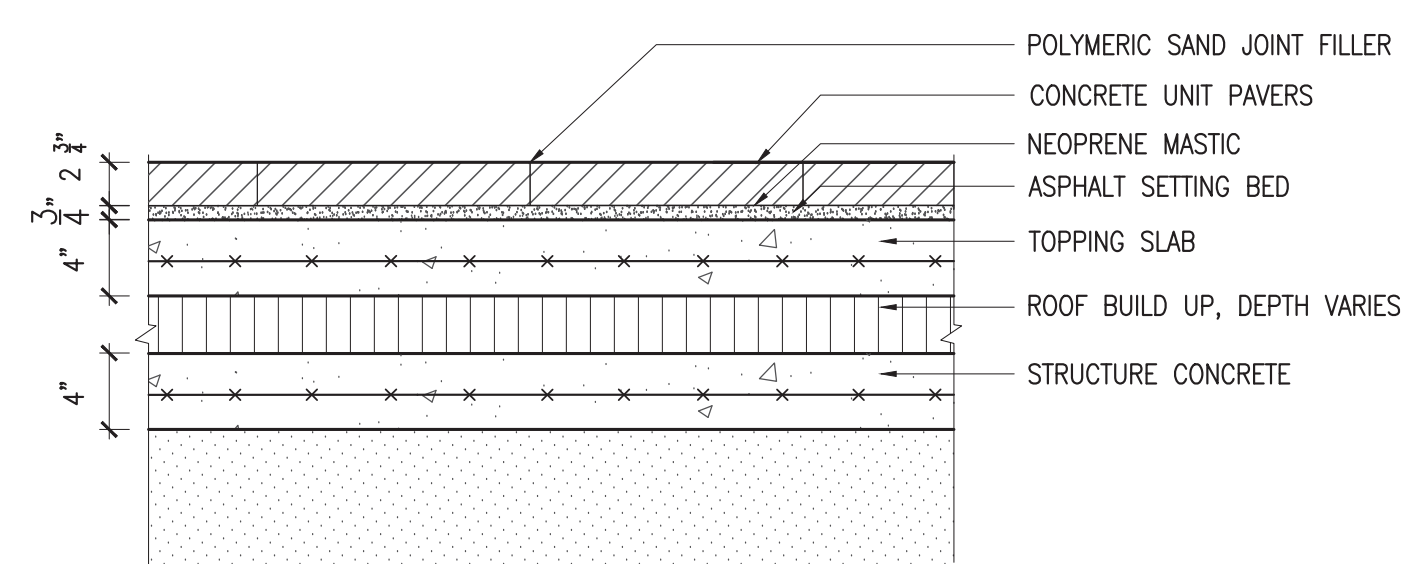 POLYMERIC SAND JOINT FILLER
CONCRETE UNIT PAVERS
NEOPRENE MASTIC
ASPHALT SETTING BED
TOPPING SLAB
ROOF BUILD UP, DEPTH VARIES
STRUCTURE CONCRETE
2 3/4"
3/4"
4"
4"